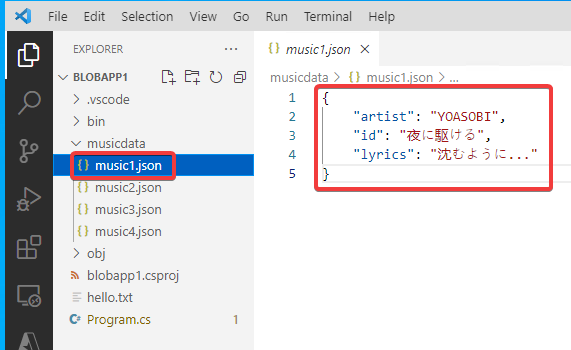 File Edit Selection View Go Run Terminal Help
EXPLORER ...
BLOBAPP1
.vscode
bin
musicdata
{} music1.json
{} music2.json
{} music3.json
{} music4.json
obj
blobapp1.csproj
hello.txt
C# Program.cs 1
{} music1.json ×
musicdata > {} music1.json > ...
1 {
2 "artist": "YOASOBI",
3 "id": "夜に駆ける",
4 "lyrics": "沈むように..."
5 }